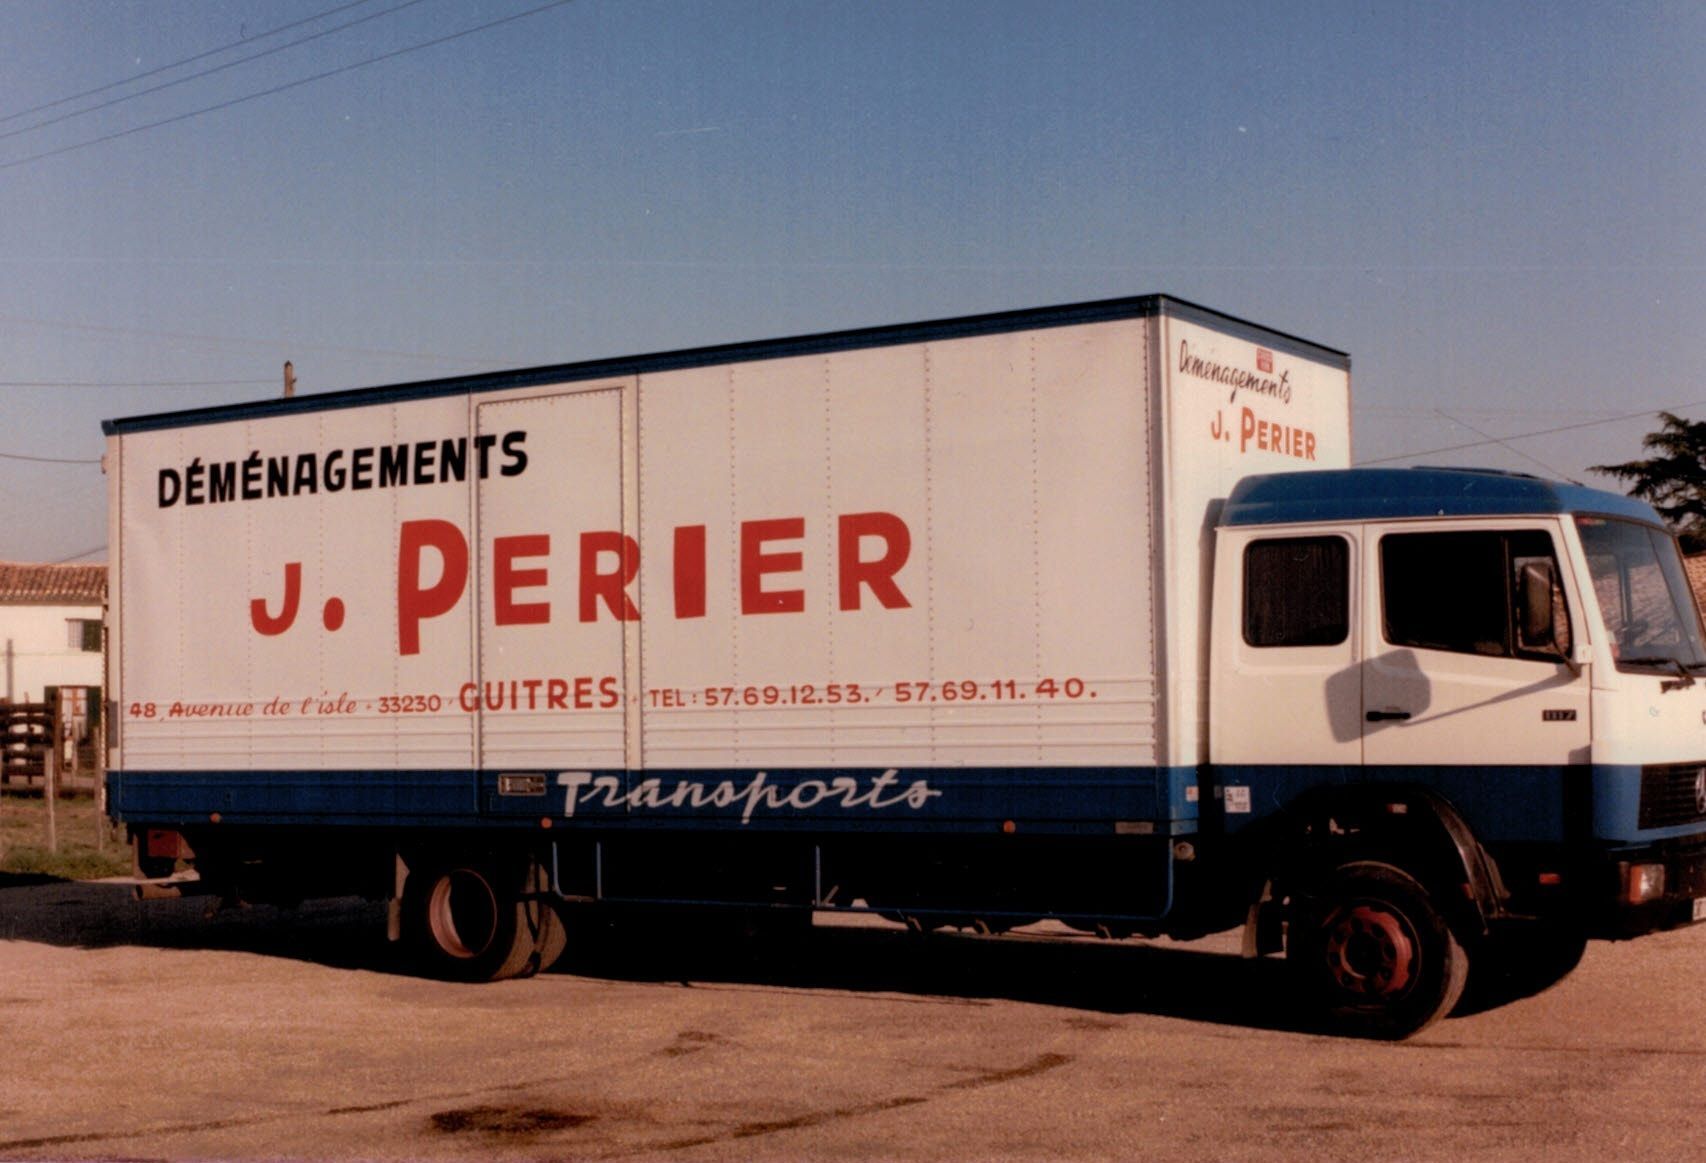 DÉMÉNAGEMENTS
J. PERIER
48, Avenue de l'isle - 33230 - GUITRES - TEL : 57.69.12.53. / 57.69.11.40.
Transports
Déménagements
J. PERIER